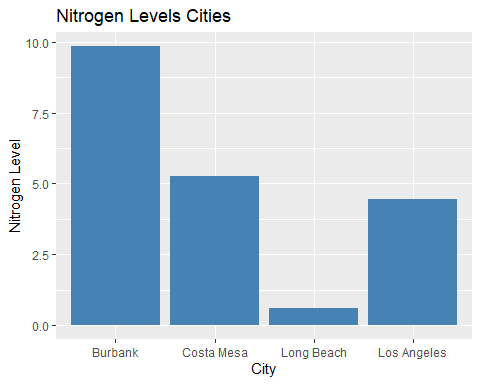 Nitrogen Levels Cities
Nitrogen Level
10.0
7.5
5.0
2.5
0.0
Burbank Costa Mesa Long Beach Los Angeles
City